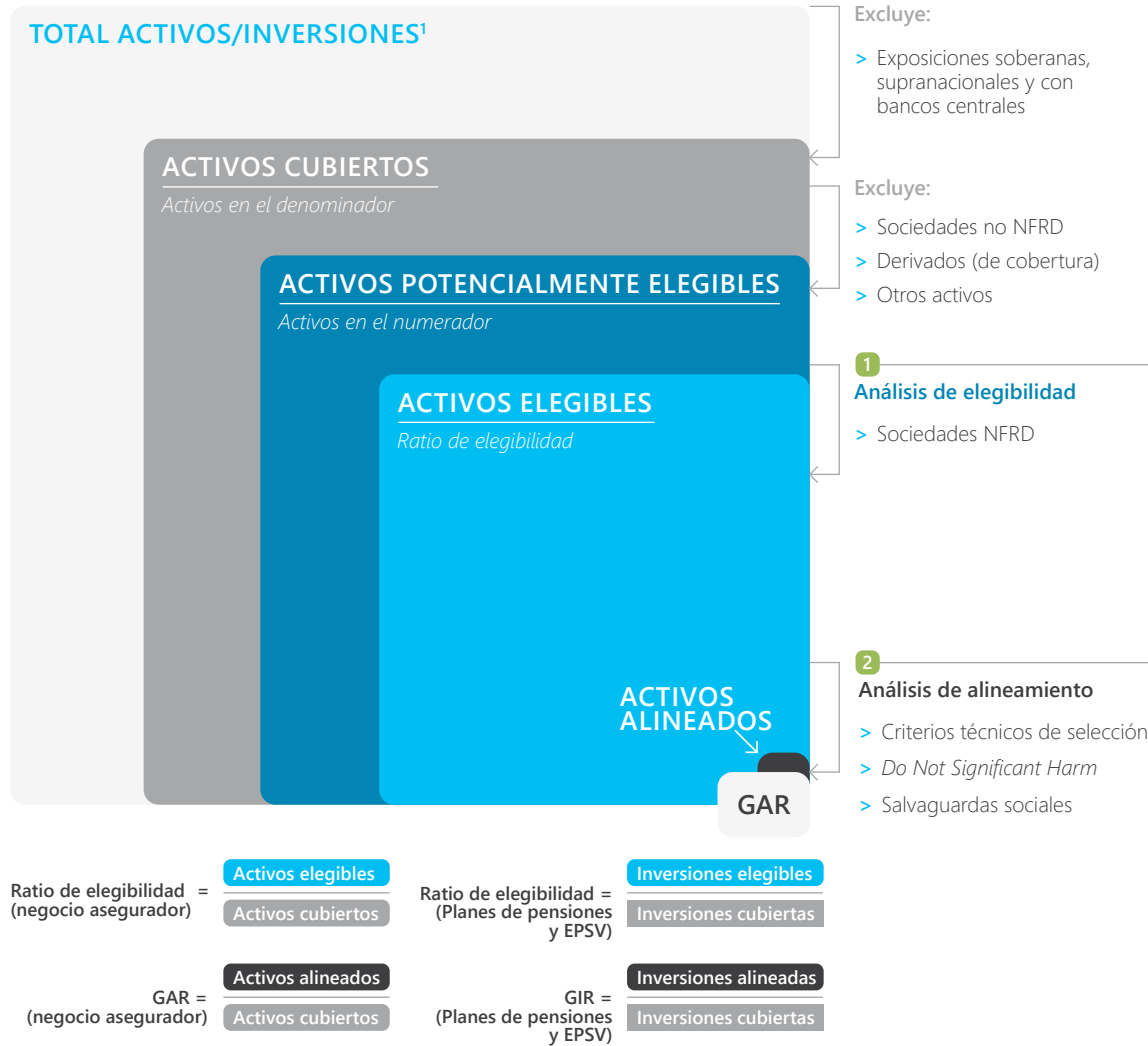 TOTAL ACTIVOS/INVERSIONES¹
Excluye:
> Exposiciones soberanas,
supranacionales y con
bancos centrales
ACTIVOS CUBIERTOS
Activos en el denominador
Excluye:
> Sociedades no NFRD
> Derivados (de cobertura)
> Otros activos
ACTIVOS POTENCIALMENTE ELEGIBLES
Activos en el numerador
1
Análisis de elegibilidad
> Sociedades NFRD
ACTIVOS ELEGIBLES
Ratio de elegibilidad
2
Análisis de alineamiento
> Criterios técnicos de selección
> Do Not Significant Harm
> Salvaguardas sociales
ACTIVOS
ALINEADOS
GAR
Ratio de elegibilidad =
(negocio asegurador)
Activos elegibles
Activos cubiertos
Ratio de elegibilidad =
(Planes de pensiones
y EPSV)
Inversiones elegibles
Inversiones cubiertas
GAR =
(negocio asegurador)
Activos alineados
Activos cubiertos
GIR =
(Planes de pensiones
y EPSV)
Inversiones alineadas
Inversiones cubiertas